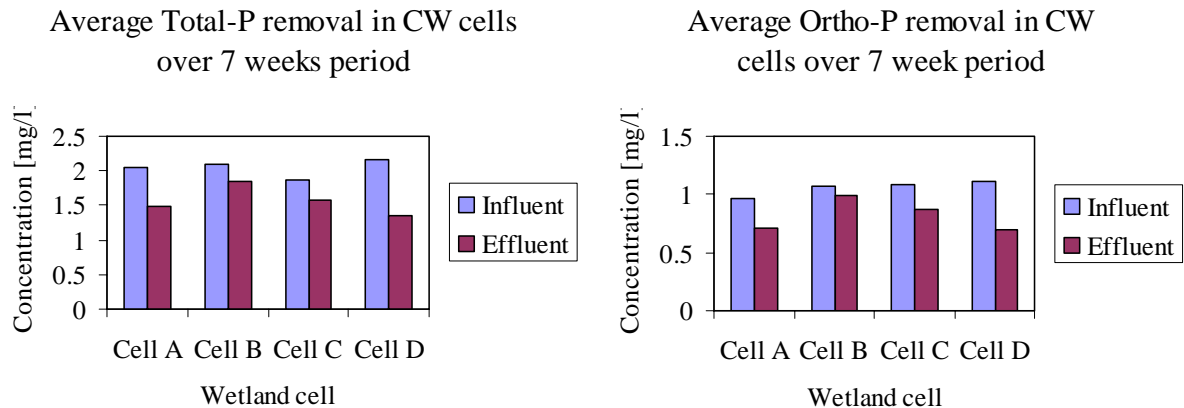 Average Total-P removal in CW cells
over 7 weeks period
Concentration [mg/l]
2.5
2
1.5
1
0.5
0
Cell A Cell B Cell C Cell D
Wetland cell
Influent
Effluent
Average Ortho-P removal in CW
cells over 7 week period
Concentration [mg/l]
1.5
1
0.5
0
Cell A Cell B Cell C Cell D
Wetland cell
Influent
Effluent